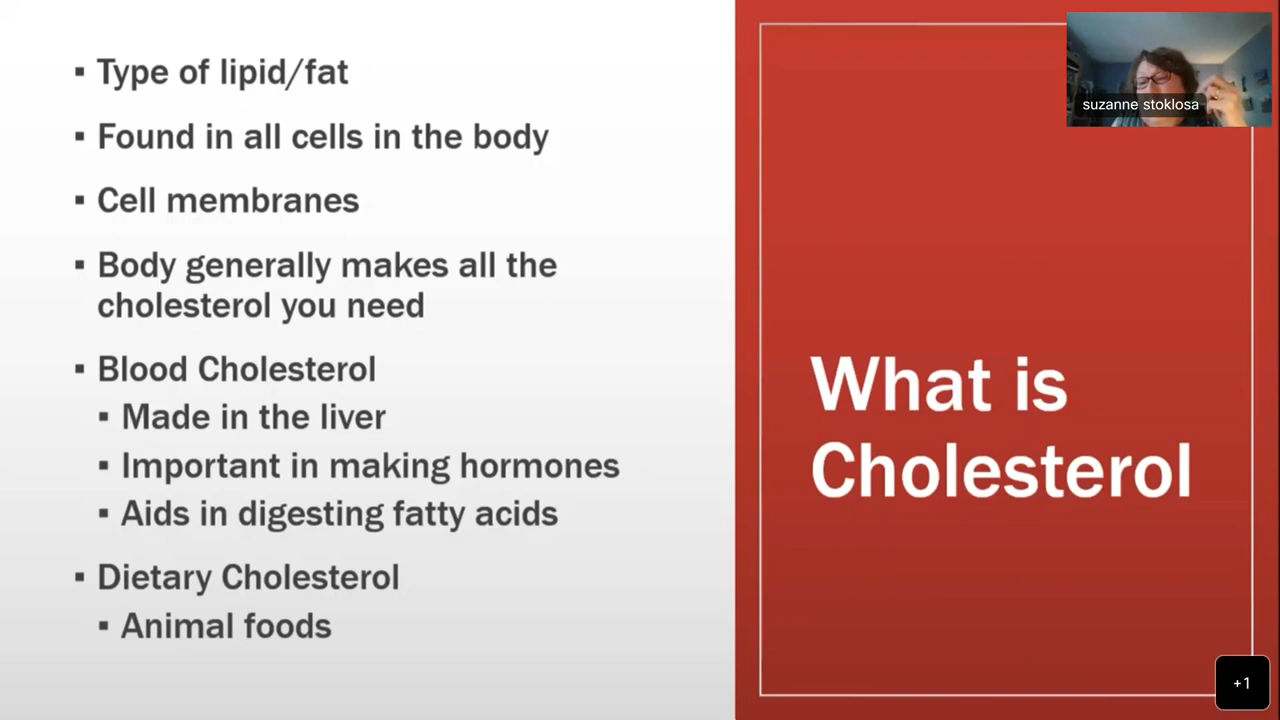 ▪ Type of lipid/fat
▪ Found in all cells in the body
▪ Cell membranes
▪ Body generally makes all the
cholesterol you need
▪ Blood Cholesterol
▪ Made in the liver
▪ Important in making hormones
▪ Aids in digesting fatty acids
▪ Dietary Cholesterol
▪ Animal foods
What is
Cholesterol
suzanne stoklosa
+1